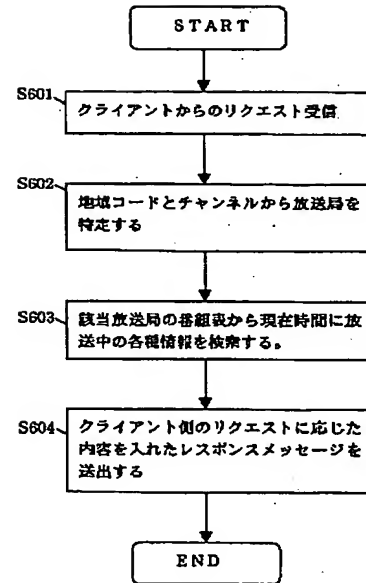 START
S601
クライアントからのリクエスト受信
S602
地域コードとチャンネルから放送局を
特定する
S603
該当放送局の番組表から現在時間に放
送中の各種情報を検索する。
S604
クライアント側のリクエストに応じた
内容を入れたレスポンスメッセージを
送出する
END